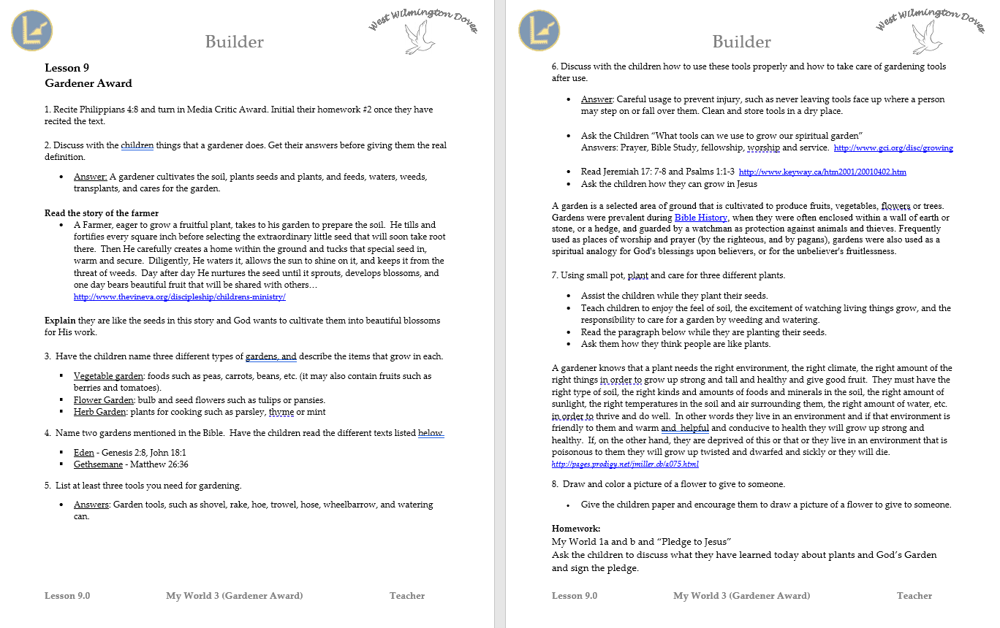 West Wilmington Doves
Builder
Lesson 9
Gardener Award
1. Recite Philippians 4:8 and turn in Media Critic Award. Initial their homework #2 once they have
recited the text.
2. Discuss with the children things that a gardener does. Get their answers before giving them the real
definition.
• Answer: A gardener cultivates the soil, plants seeds and plants, and feeds, waters, weeds,
transplants, and cares for the garden.
Read the story of the farmer
• A Farmer, eager to grow a fruitful plant, takes to his garden to prepare the soil.  He tills and
fortifies every square inch before selecting the extraordinary little seed that will soon take root
there.  Then He carefully creates a home within the ground and tucks that special seed in,
warm and secure.  Diligently, He waters it, allows the sun to shine on it, and keeps it from the
threat of weeds.  Day after day He nurtures the seed until it sprouts, develops blossoms, and
one day bears beautiful fruit that will be shared with others…
http://www.thevineva.org/discipleship/childrens-ministry/
Explain they are like the seeds in this story and God wants to cultivate them into beautiful blossoms
for His work.
3.  Have the children name three different types of gardens, and describe the items that grow in each.
▪ Vegetable garden: foods such as peas, carrots, beans, etc. (it may also contain fruits such as
berries and tomatoes).
▪ Flower Garden: bulb and seed flowers such as tulips or pansies.
▪ Herb Garden: plants for cooking such as parsley, thyme or mint
4.  Name two gardens mentioned in the Bible.  Have the children read the different texts listed below.
▪ Eden - Genesis 2:8, John 18:1
▪ Gethsemane - Matthew 26:36
5.  List at least three tools you need for gardening.
• Answers: Garden tools, such as shovel, rake, hoe, trowel, hose, wheelbarrow, and watering
can.
Lesson 9.0 My World 3 (Gardener Award) Teacher
West Wilmington Doves
Builder
6. Discuss with the children how to use these tools properly and how to take care of gardening tools
after use.
• Answer: Careful usage to prevent injury, such as never leaving tools face up where a person
may step on or fall over them. Clean and store tools in a dry place.
• Ask the Children “What tools can we use to grow our spiritual garden”
Answers: Prayer, Bible Study, fellowship, worship and service.  http://www.gci.org/disc/growing
• Read Jeremiah 17: 7-8 and Psalms 1:1-3  http://www.keyway.ca/htm2001/20010402.htm
• Ask the children how they can grow in Jesus
A garden is a selected area of ground that is cultivated to produce fruits, vegetables, flowers or trees.
Gardens were prevalent during Bible History, when they were often enclosed within a wall of earth or
stone, or a hedge, and guarded by a watchman as protection against animals and thieves. Frequently
used as places of worship and prayer (by the righteous, and by pagans), gardens were also used as a
spiritual analogy for God's blessings upon believers, or for the unbeliever's fruitlessness.
7. Using small pot, plant and care for three different plants.
• Assist the children while they plant their seeds.
• Teach children to enjoy the feel of soil, the excitement of watching living things grow, and the
responsibility to care for a garden by weeding and watering.
• Read the paragraph below while they are planting their seeds.
• Ask them how they think people are like plants.
A gardener knows that a plant needs the right environment, the right climate, the right amount of the
right things in order to grow up strong and tall and healthy and give good fruit.  They must have the
right type of soil, the right kinds and amounts of foods and minerals in the soil, the right amount of
sunlight, the right temperatures in the soil and air surrounding them, the right amount of water, etc.
in order to thrive and do well.  In other words they live in an environment and if that environment is
friendly to them and warm and  helpful and conducive to health they will grow up strong and
healthy.  If, on the other hand, they are deprived of this or that or they live in an environment that is
poisonous to them they will grow up twisted and dwarfed and sickly or they will die.
http://pages.prodigy.net/jmiller.cb/a075.html
8.  Draw and color a picture of a flower to give to someone.
• Give the children paper and encourage them to draw a picture of a flower to give to someone.
Homework:
My World 1a and b and “Pledge to Jesus”
Ask the children to discuss what they have learned today about plants and God’s Garden
and sign the pledge.
Lesson 9.0 My World 3 (Gardener Award) Teacher